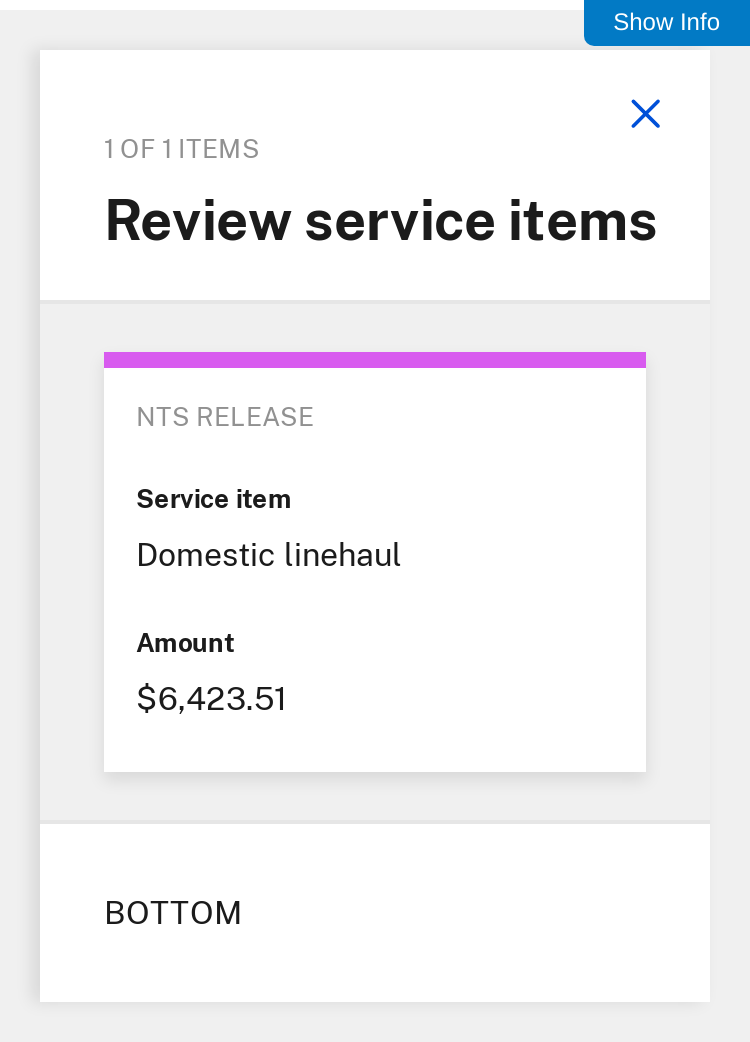 Show Info
1 OF 1 ITEMS
Review service items
NTS RELEASE
Service item
Domestic linehaul
Amount
$6,423.51
BOTTOM